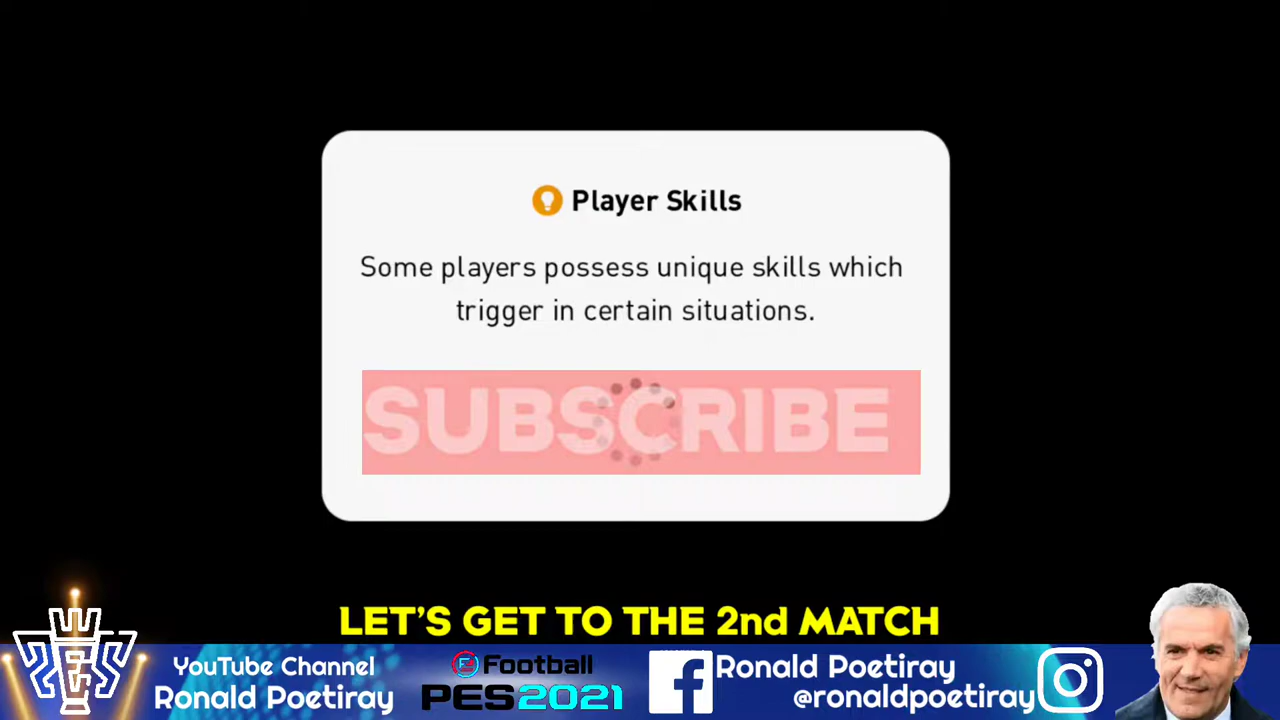 Player Skills
Some players possess unique skills which
trigger in certain situations.
SUBSCRIBE
LET'S GET TO THE 2nd MATCH
YouTube Channel
Ronald Poetiray
eFootball
PES2021
Ronald Poetiray
@ronaldpoetiray